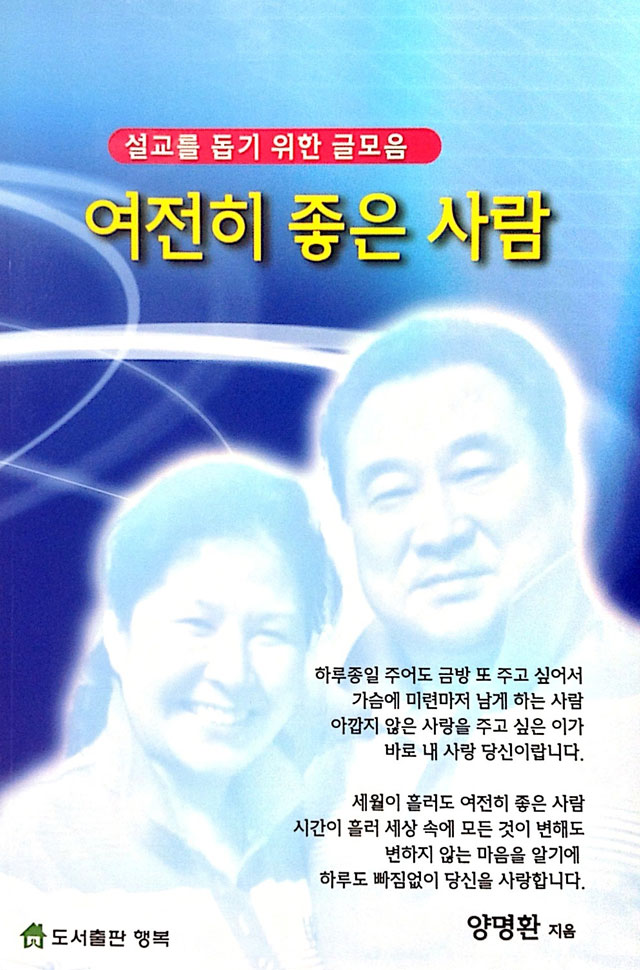 설교를 돕기 위한 글모음
여전히 좋은 사람
하루종일 주어도 금방 또 주고 싶어서
가슴에 미련마저 남게 하는 사람
아깝지 않은 사랑을 주고 싶은 이가
바로 내 사랑 당신이랍니다.
세월이 흘러도 여전히 좋은 사람
시간이 흘러 세상 속에 모든 것이 변해도
변하지 않는 마음을 알기에
하루도 빠짐없이 당신을 사랑합니다.
도서출판 행복
양명환 지음